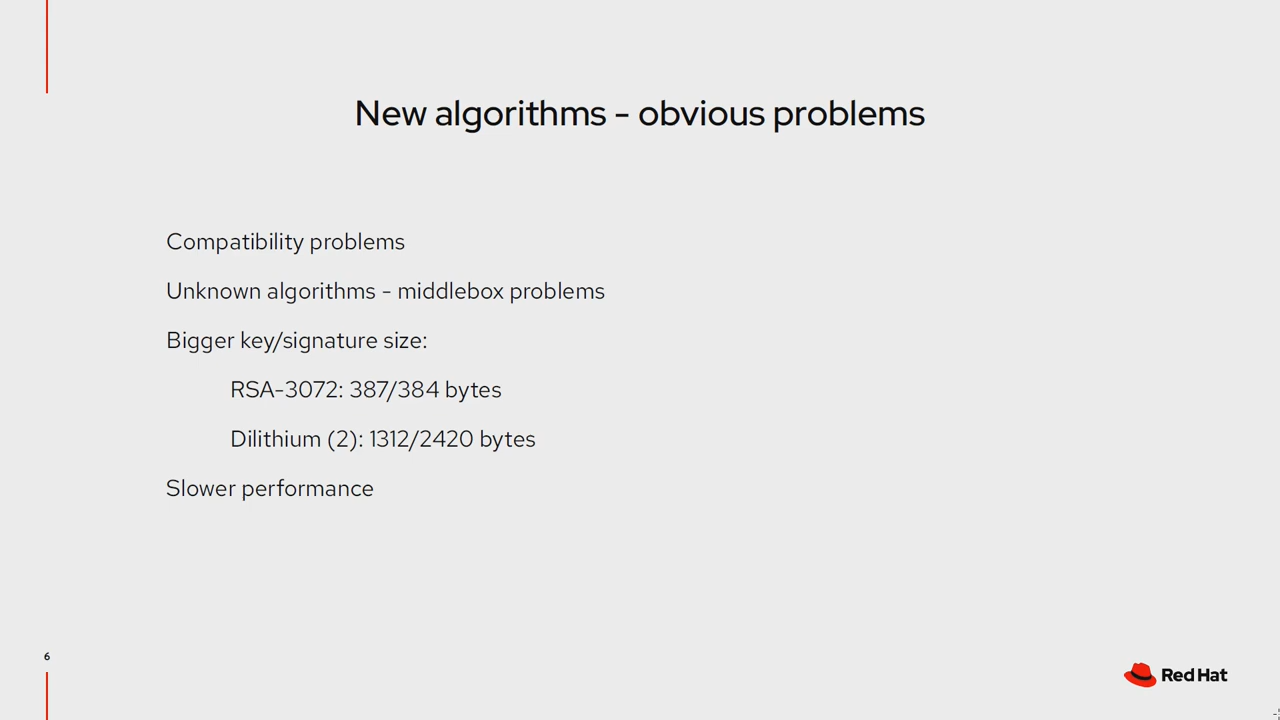 New algorithms - obvious problems
Compatibility problems
Unknown algorithms - middlebox problems
Bigger key/signature size:
RSA-3072: 387/384 bytes
Dilithium (2): 1312/2420 bytes
Slower performance
6
Red Hat